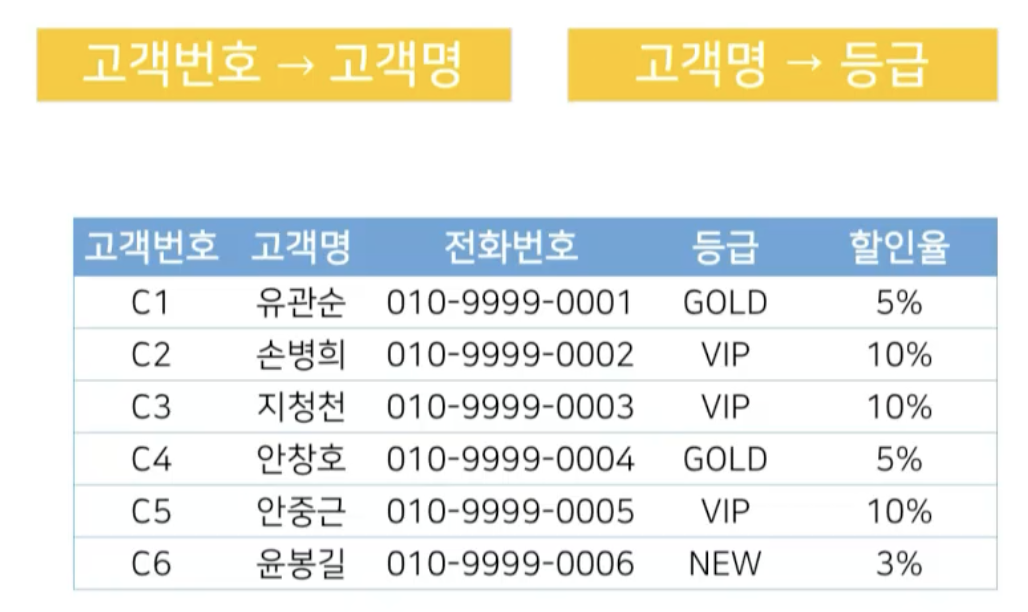 고객번호 → 고객명
고객명 → 등급
고객번호 고객명 전화번호 등급 할인율
C1 유관순 010-9999-0001 GOLD 5%
C2 손병희 010-9999-0002 VIP 10%
C3 지청천 010-9999-0003 VIP 10%
C4 안창호 010-9999-0004 GOLD 5%
C5 안중근 010-9999-0005 VIP 10%
C6 윤봉길 010-9999-0006 NEW 3%